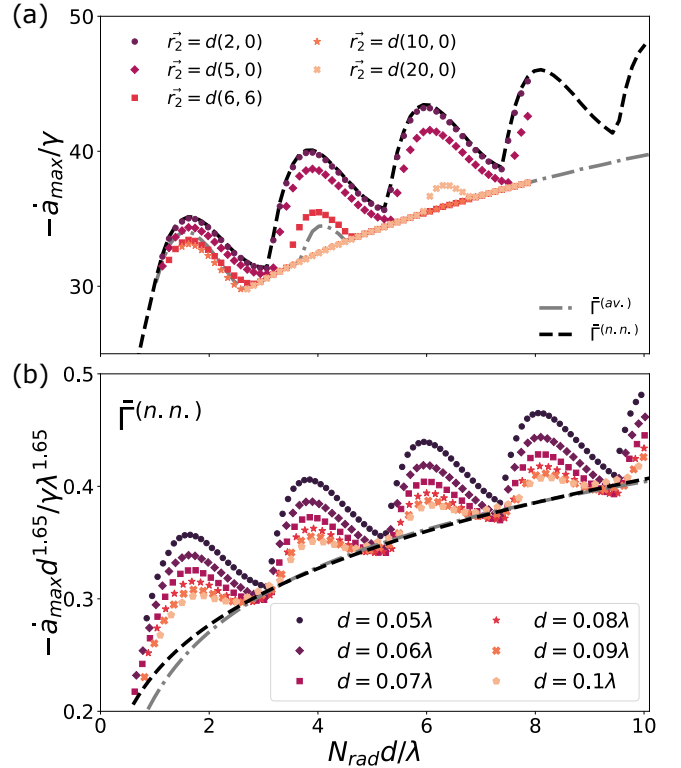 (a)
50
40
30
-ȧ_max/γ
r⃗₂ = d(2, 0)
r⃗₂ = d(5, 0)
r⃗₂ = d(6, 6)
r⃗₂ = d(10, 0)
r⃗₂ = d(20, 0)
Γ̄^(av.)
Γ̄^(n.n.)
(b)
0.5
0.4
0.3
0.2
-ȧ_max d^1.65/γλ^1.65
Γ̄^(n.n.)
d = 0.05λ
d = 0.06λ
d = 0.07λ
d = 0.08λ
d = 0.09λ
d = 0.1λ
0 2 4 6 8 10
N_rad d/λ